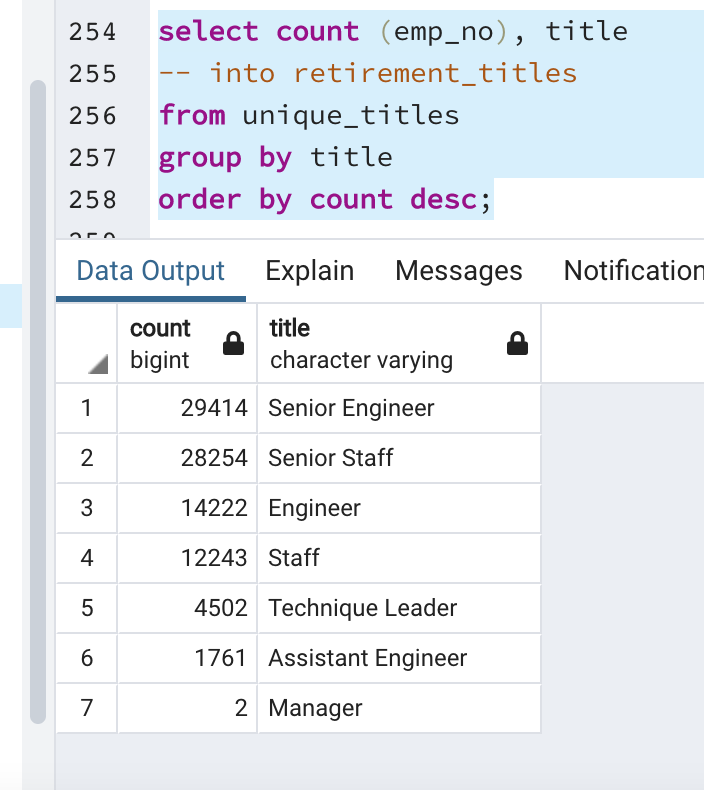 254 select count (emp_no), title
255 -- into retirement_titles
256 from unique_titles
257 group by title
258 order by count desc;
Data Output Explain Messages Notification
count title
bigint character varying
1 29414 Senior Engineer
2 28254 Senior Staff
3 14222 Engineer
4 12243 Staff
5 4502 Technique Leader
6 1761 Assistant Engineer
7 2 Manager